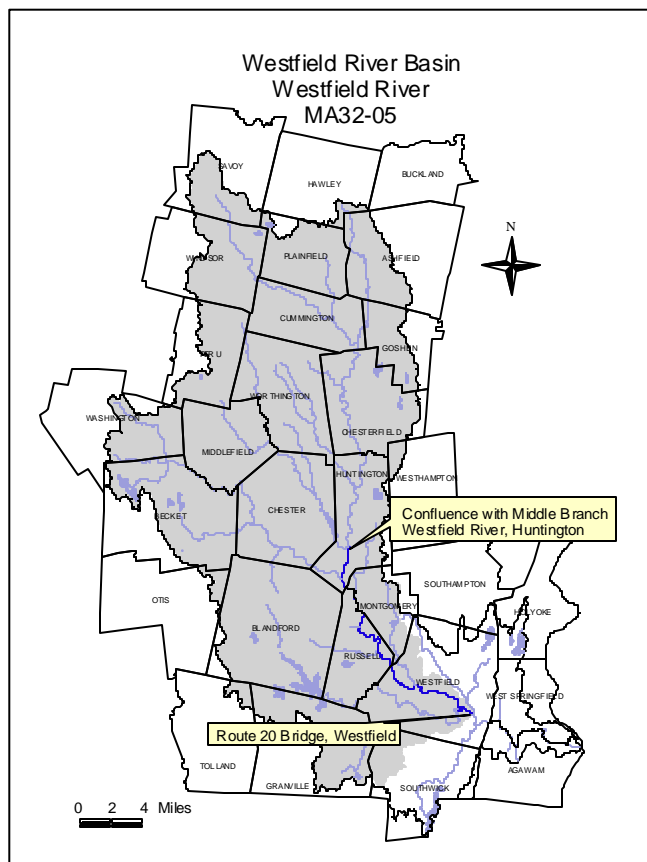 Westfield River Basin
Westfield River
MA32-05
SAVOY
HAWLEY
BUCKLAND
N
WINDSOR
PLAINFIELD
ASHFIELD
CUMMINGTON
GOSHEN
PERU
WORTHINGTON
WASHINGTON
CHESTERFIELD
MIDDLEFIELD
HUNTINGTON
WESTHAMPTON
BECKET
CHESTER
Confluence with Middle Branch
Westfield River, Huntington
SOUTHAMPTON
OTIS
MONTGOMERY
HOLYOKE
BLANDFORD
RUSSELL
WESTFIELD
WEST SPRINGFIELD
Route 20 Bridge, Westfield
TOLLAND
GRANVILLE
SOUTHWICK
AGAWAM
0 2 4 Miles